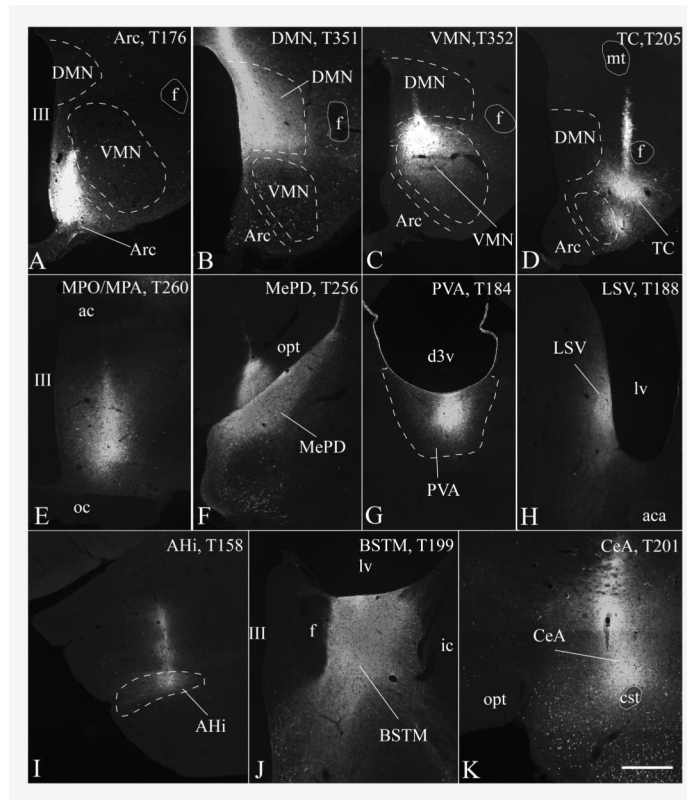 Arc, T176
DMN
f
III
VMN
Arc
A
DMN, T351
DMN
f
VMN
Arc
B
VMN,T352
DMN
f
Arc
VMN
C
TC,T205
mt
DMN
f
Arc
TC
D
MPO/MPA, T260
ac
III
oc
E
MePD, T256
opt
MePD
F
PVA, T184
d3v
PVA
G
LSV, T188
LSV
lv
aca
H
AHi, T158
AHi
I
BSTM, T199
lv
III
f
ic
BSTM
J
CeA, T201
CeA
opt
cst
K